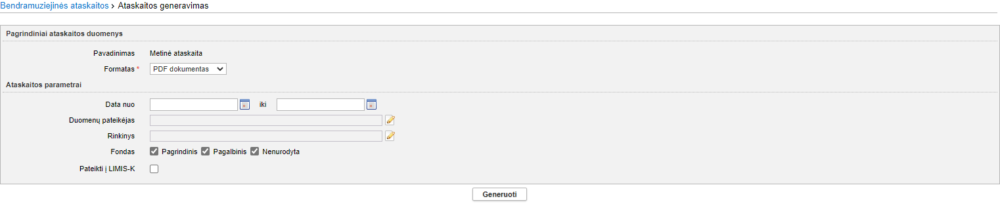 Bendramuziejinės ataskaitos › Ataskaitos generavimas
Pagrindiniai ataskaitos duomenys
Pavadinimas Metinė ataskaita
Formatas * PDF dokumentas
Ataskaitos parametrai
Data nuo iki
Duomenų pateikėjas
Rinkinys
Fondas Pagrindinis Pagalbinis Nenurodyta
Pateikti į LIMIS-K
Generuoti